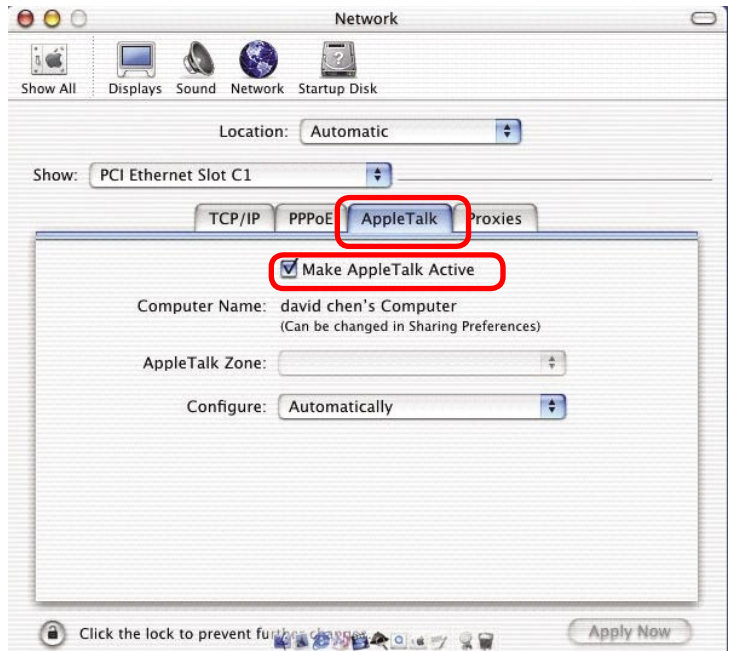 Network
Show All Displays Sound Network Startup Disk
Location: Automatic
Show: PCI Ethernet Slot C1
TCP/IP PPPoE AppleTalk Proxies
Make AppleTalk Active
Computer Name: david chen's Computer
(Can be changed in Sharing Preferences)
AppleTalk Zone:
Configure: Automatically
Click the lock to prevent further changes.
Apply Now